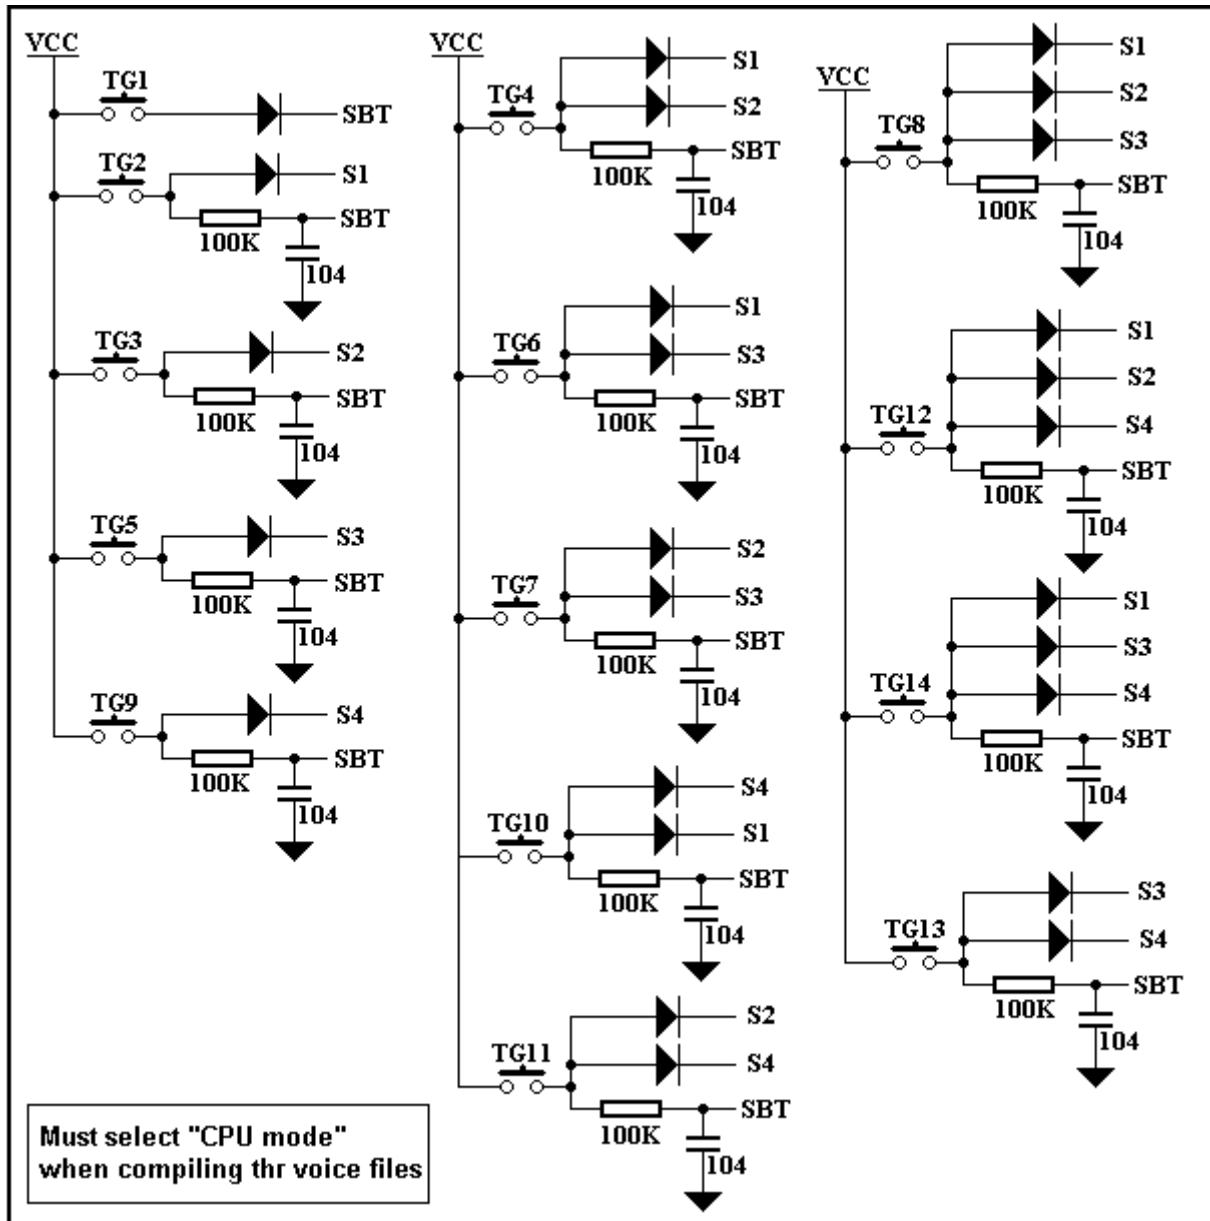 VCC
TG1
SBT
TG2
S1
SBT
100K
104
TG3
S2
SBT
100K
104
TG5
S3
SBT
100K
104
TG9
S4
SBT
100K
104
VCC
S1
TG4
S2
SBT
100K
104
S1
TG6
S3
SBT
100K
104
S2
TG7
S3
SBT
100K
104
S4
TG10
S1
SBT
100K
104
S2
TG11
S4
SBT
100K
104
VCC
S1
S2
TG8
S3
SBT
100K
104
S1
S2
TG12
S4
SBT
100K
104
S1
S3
TG14
S4
SBT
100K
104
S3
TG13
S4
SBT
100K
104
Must select "CPU mode"
when compiling thr voice files